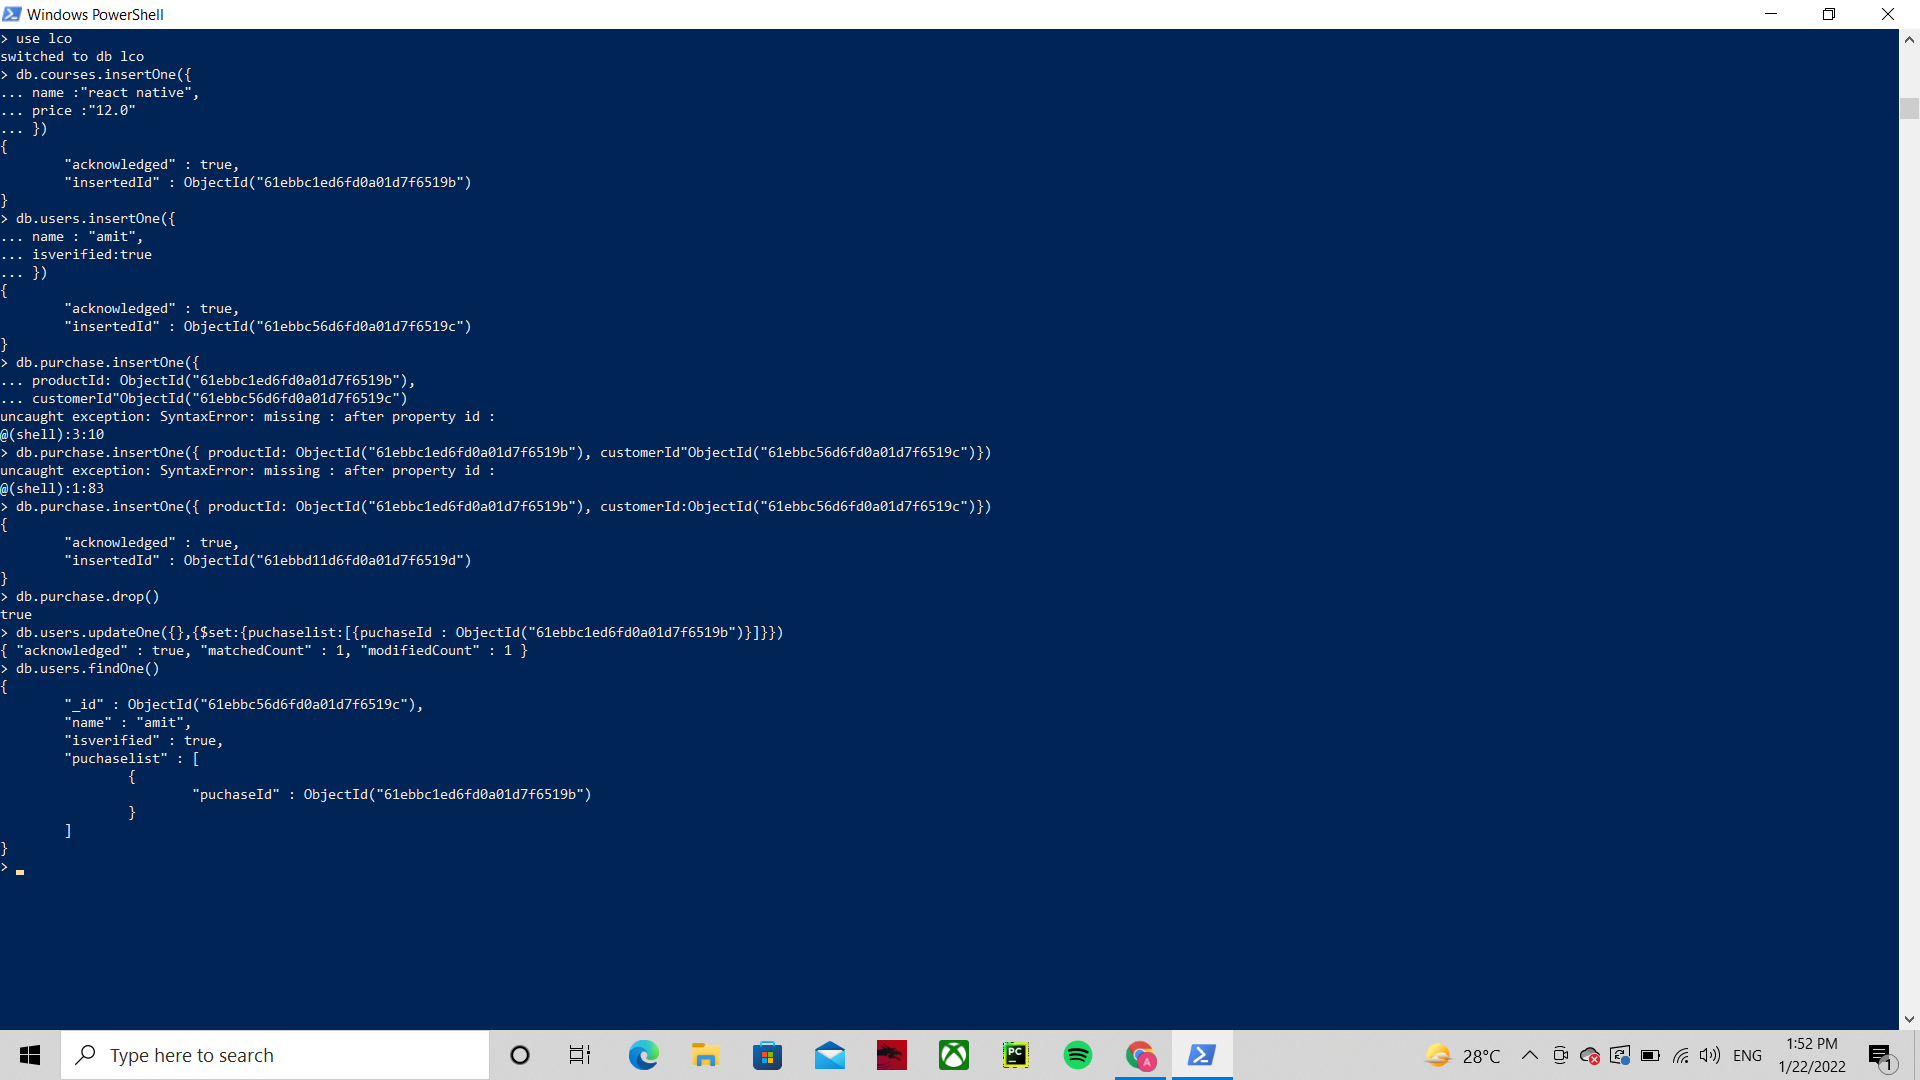 Windows PowerShell
> use lco
switched to db lco
> db.courses.insertOne({
... name :"react native",
... price :"12.0"
... })
{
        "acknowledged" : true,
        "insertedId" : ObjectId("61ebbc1ed6fd0a01d7f6519b")
}
> db.users.insertOne({
... name : "amit",
... isverified:true
... })
{
        "acknowledged" : true,
        "insertedId" : ObjectId("61ebbc56d6fd0a01d7f6519c")
}
> db.purchase.insertOne({
... productId: ObjectId("61ebbc1ed6fd0a01d7f6519b"),
... customerId"ObjectId("61ebbc56d6fd0a01d7f6519c")
uncaught exception: SyntaxError: missing : after property id :
@(shell):3:10
> db.purchase.insertOne({ productId: ObjectId("61ebbc1ed6fd0a01d7f6519b"), customerId"ObjectId("61ebbc56d6fd0a01d7f6519c")})
uncaught exception: SyntaxError: missing : after property id :
@(shell):1:83
> db.purchase.insertOne({ productId: ObjectId("61ebbc1ed6fd0a01d7f6519b"), customerId:ObjectId("61ebbc56d6fd0a01d7f6519c")})
{
        "acknowledged" : true,
        "insertedId" : ObjectId("61ebbd11d6fd0a01d7f6519d")
}
> db.purchase.drop()
true
> db.users.updateOne({},{$set:{puchaselist:[{puchaseId : ObjectId("61ebbc1ed6fd0a01d7f6519b")}]}})
{ "acknowledged" : true, "matchedCount" : 1, "modifiedCount" : 1 }
> db.users.findOne()
{
        "_id" : ObjectId("61ebbc56d6fd0a01d7f6519c"),
        "name" : "amit",
        "isverified" : true,
        "puchaselist" : [
                {
                        "puchaseId" : ObjectId("61ebbc1ed6fd0a01d7f6519b")
                }
        ]
}
>
Type here to search
PC
A
28°C
ENG
1:52 PM
1/22/2022
1